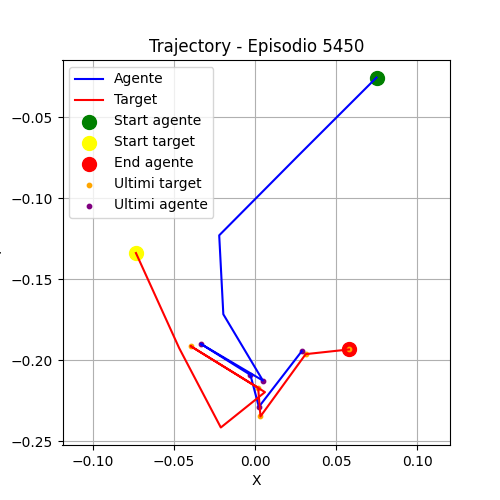 Trajectory - Episodio 5450
Agente
Target
Start agente
Start target
End agente
Ultimi target
Ultimi agente
−0.05
−0.10
−0.15
−0.20
−0.25
−0.10
−0.05
0.00
0.05
0.10
X